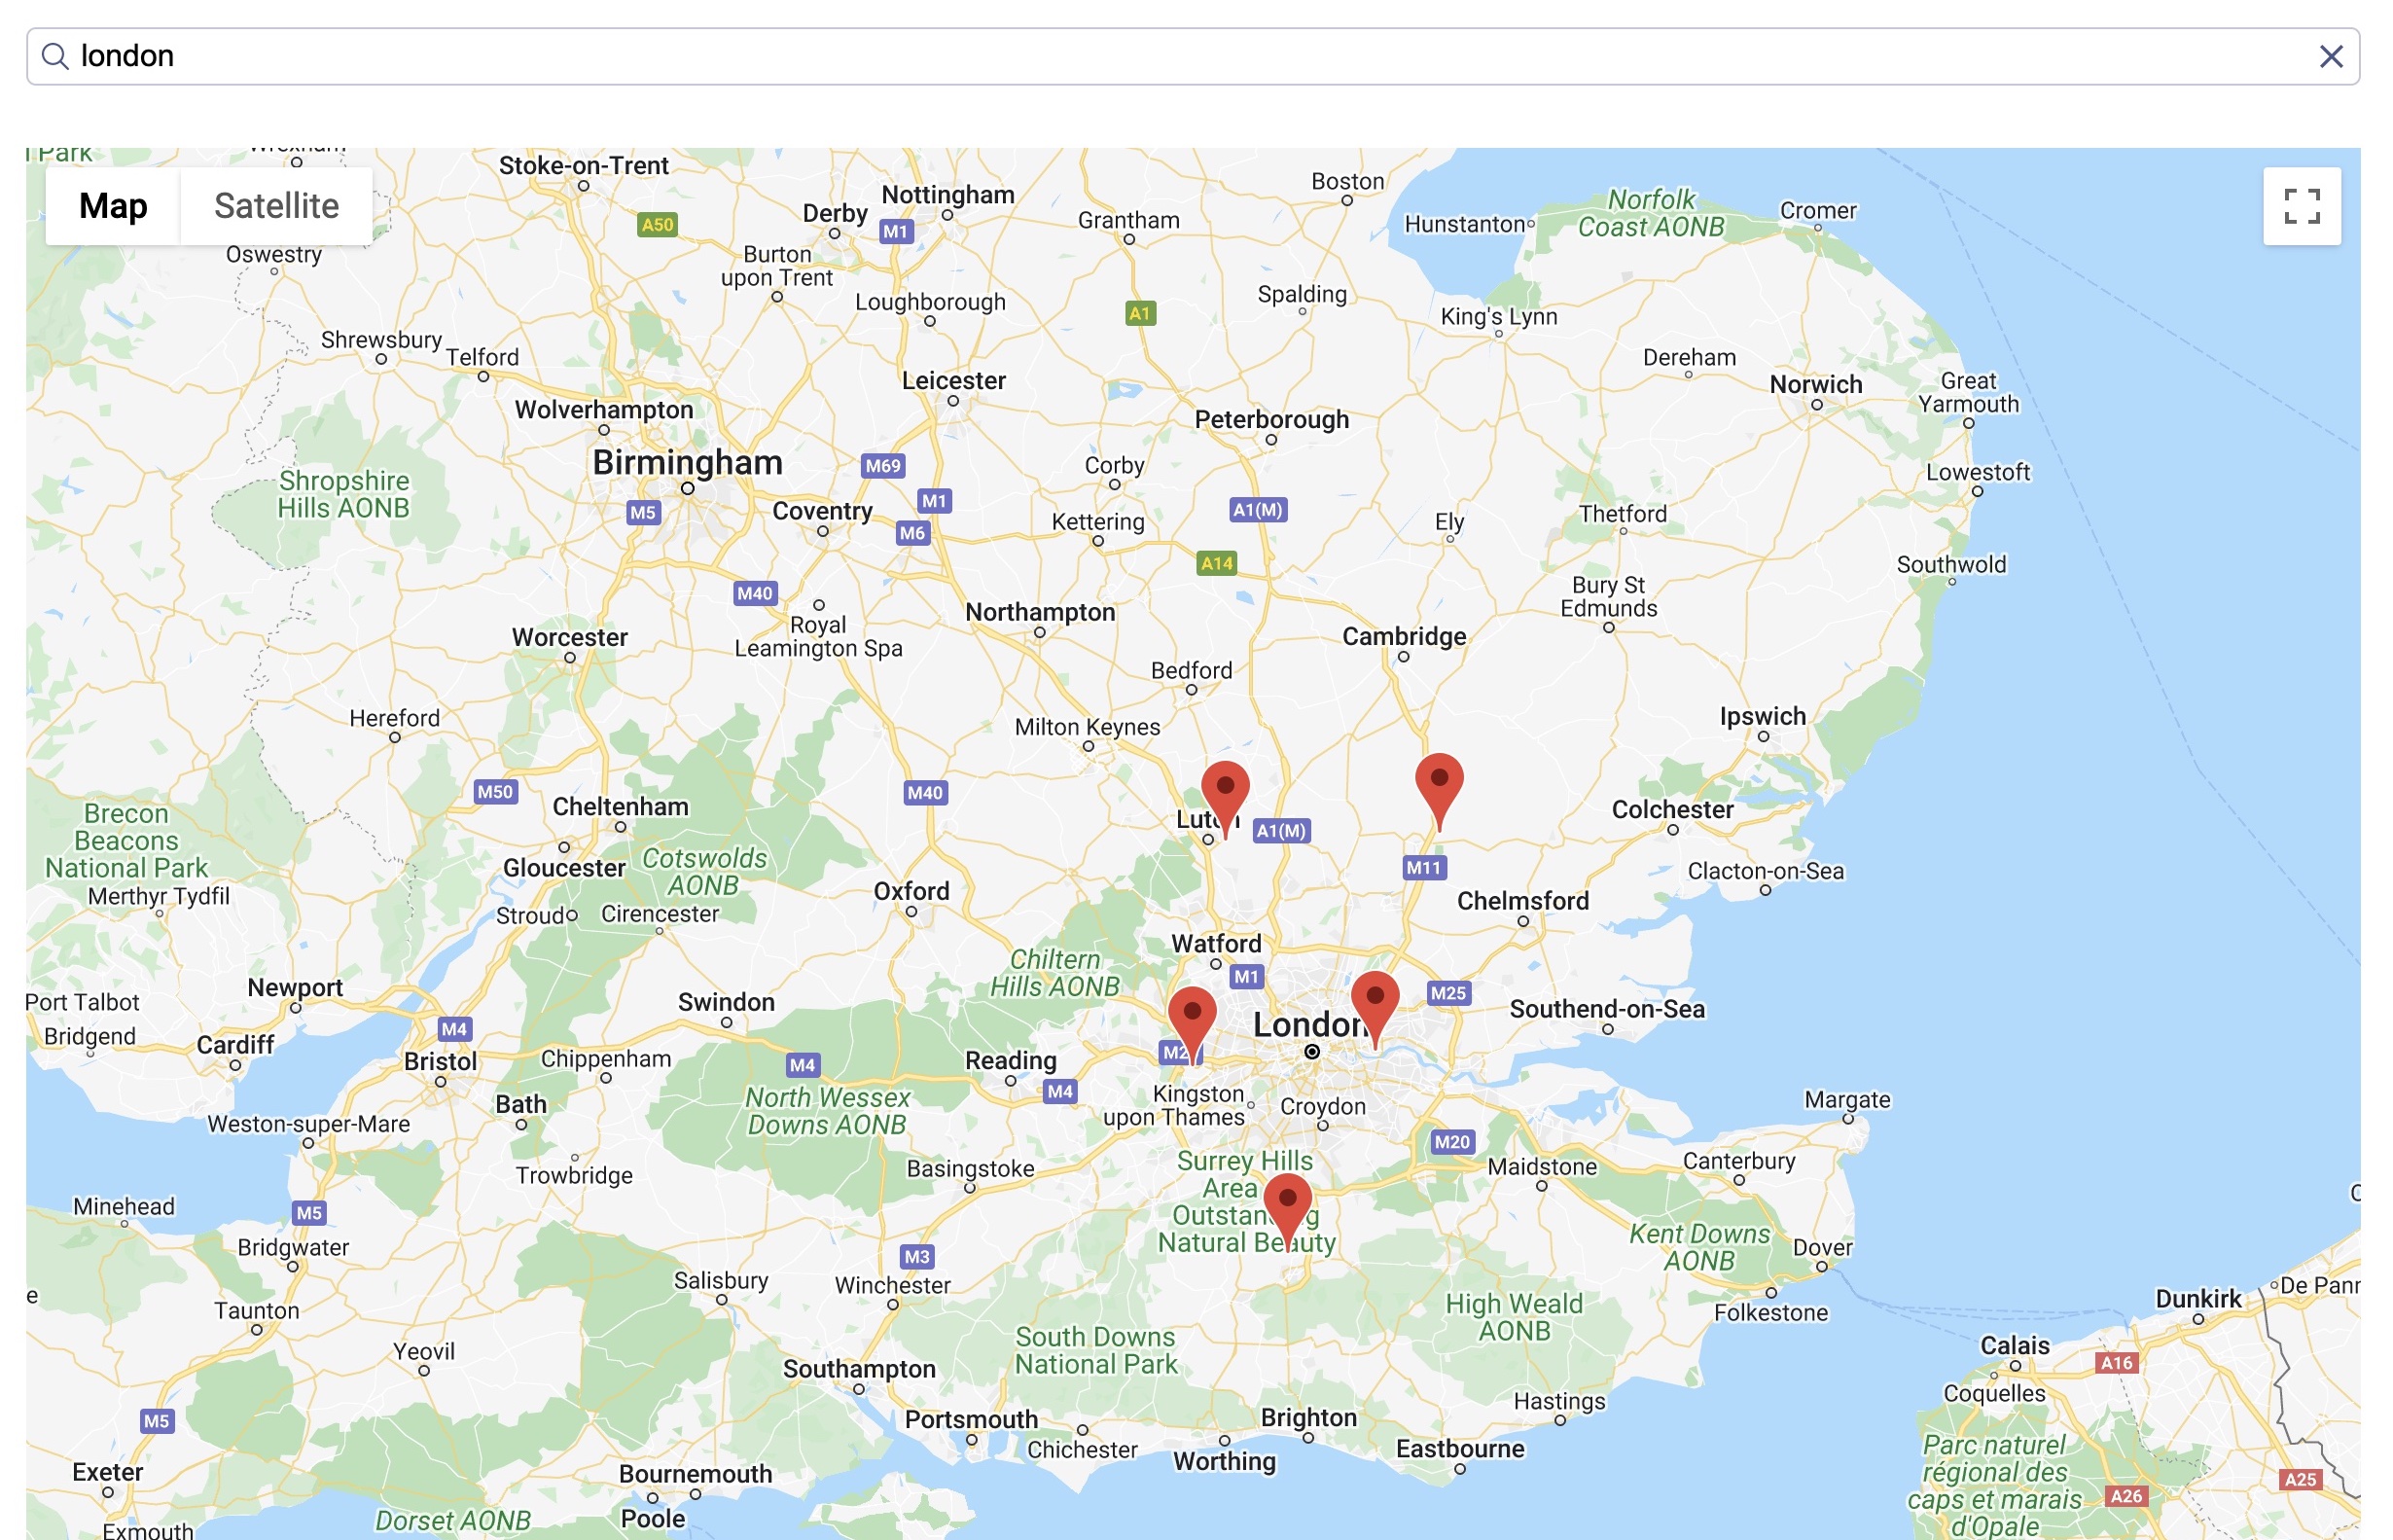 london
Park
Wrexham
Map
Satellite
Stoke-on-Trent
Nottingham
Derby
M1
A50
Grantham
Boston
Hunstanton
Norfolk
Coast AONB
Cromer
Oswestry
Burton
upon Trent
Loughborough
A1
Spalding
King's Lynn
Shrewsbury
Telford
Leicester
Dereham
Norwich
Great
Yarmouth
Wolverhampton
Peterborough
Birmingham
M69
Corby
Lowestoft
Shropshire
Hills AONB
M5
Coventry
M1
M6
Kettering
A1(M)
Ely
Thetford
A14
Southwold
M40
Royal
Leamington Spa
Northampton
Bury St
Edmunds
Worcester
Cambridge
Bedford
Hereford
Milton Keynes
Ipswich
M50
Cheltenham
M40
Luton
A1(M)
Colchester
Brecon
Beacons
National Park
Gloucester
Cotswolds
AONB
M11
Clacton-on-Sea
Merthyr Tydfil
Stroud
Cirencester
Oxford
Chelmsford
Watford
M1
Chiltern
Hills AONB
Newport
Port Talbot
Swindon
M25
Southend-on-Sea
London
Bridgend
Cardiff
M4
Bristol
Chippenham
M4
Reading
M4
Kingston
upon Thames
Croydon
North Wessex
Downs AONB
Bath
Weston-super-Mare
Margate
M20
Trowbridge
Basingstoke
Surrey Hills
Area
Outstanding
Natural Beauty
Maidstone
Canterbury
Minehead
M5
Bridgwater
M3
Kent Downs
AONB
Dover
Salisbury
Winchester
High Weald
AONB
Folkestone
Dunkirk
De Pann
Taunton
Yeovil
South Downs
National Park
Calais
A16
Southampton
Coquelles
M5
Portsmouth
Chichester
Worthing
Brighton
Hastings
Eastbourne
Exeter
Bournemouth
Poole
Dorset AONB
Exmouth
Parc naturel
régional des
caps et marais
d'Opale
A25
A26